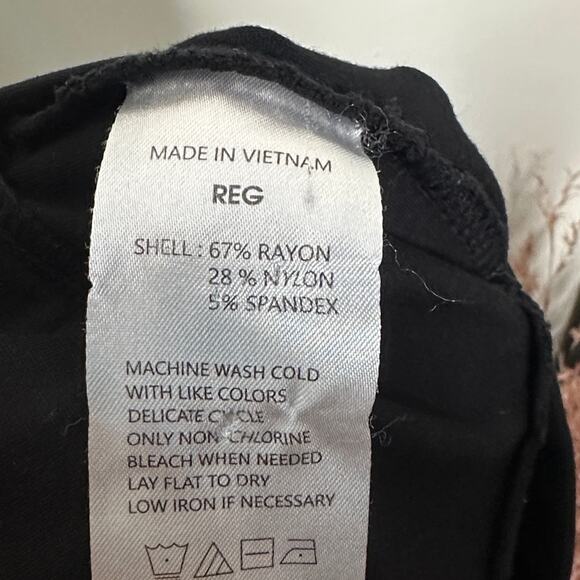 MADE IN VIETNAM
REG
SHELL : 67% RAYON
28 % NYLON
5% SPANDEX
MACHINE WASH COLD
WITH LIKE COLORS
DELICATE CYCLE
ONLY NON-CHLORINE
BLEACH WHEN NEEDED
LAY FLAT TO DRY
LOW IRON IF NECESSARY